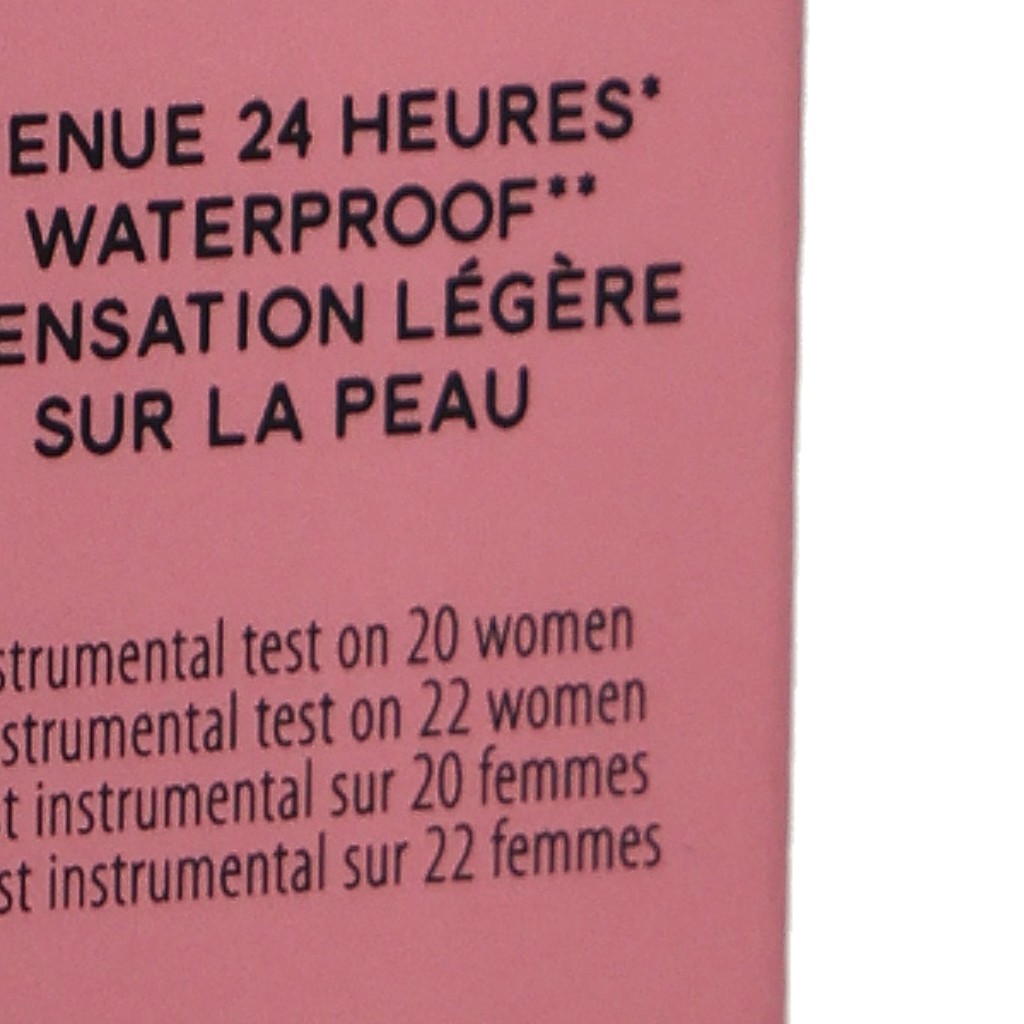 ENUE 24 HEURES*
WATERPROOF**
ENSATION LÉGÈRE
SUR LA PEAU
strumental test on 20 women
strumental test on 22 women
st instrumental sur 20 femmes
st instrumental sur 22 femmes